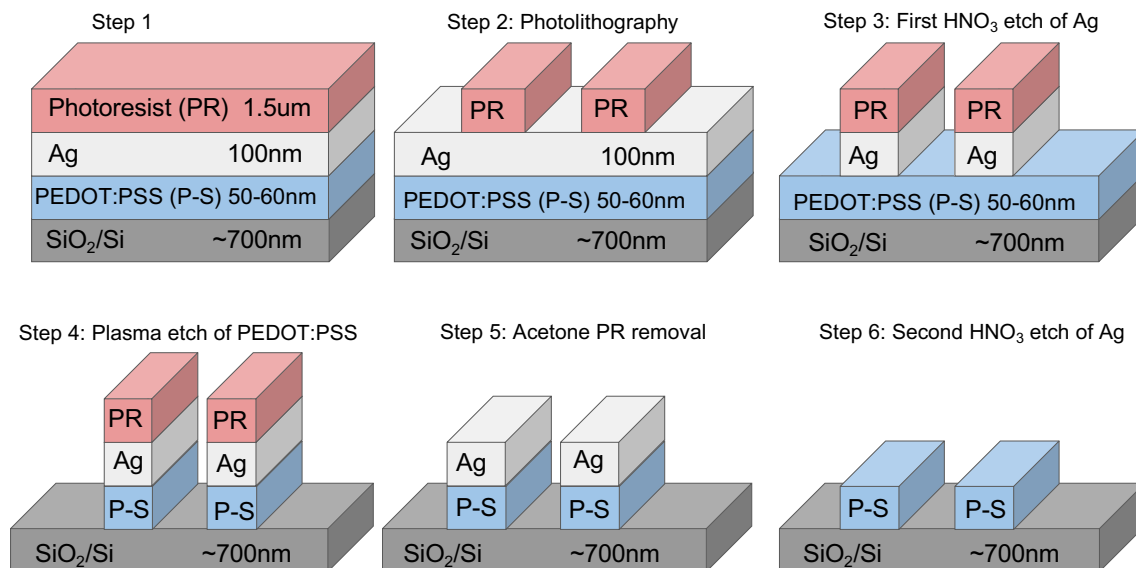 Step 1
Photoresist (PR) 1.5um
Ag 100nm
PEDOT:PSS (P-S) 50-60nm
SiO₂/Si ~700nm
Step 2: Photolithography
PR PR
Ag 100nm
PEDOT:PSS (P-S) 50-60nm
SiO₂/Si ~700nm
Step 3: First HNO₃ etch of Ag
PR PR
Ag Ag
PEDOT:PSS (P-S) 50-60nm
SiO₂/Si ~700nm
Step 4: Plasma etch of PEDOT:PSS
PR PR
Ag Ag
P-S P-S
SiO₂/Si ~700nm
Step 5: Acetone PR removal
Ag Ag
P-S P-S
SiO₂/Si ~700nm
Step 6: Second HNO₃ etch of Ag
P-S P-S
SiO₂/Si ~700nm